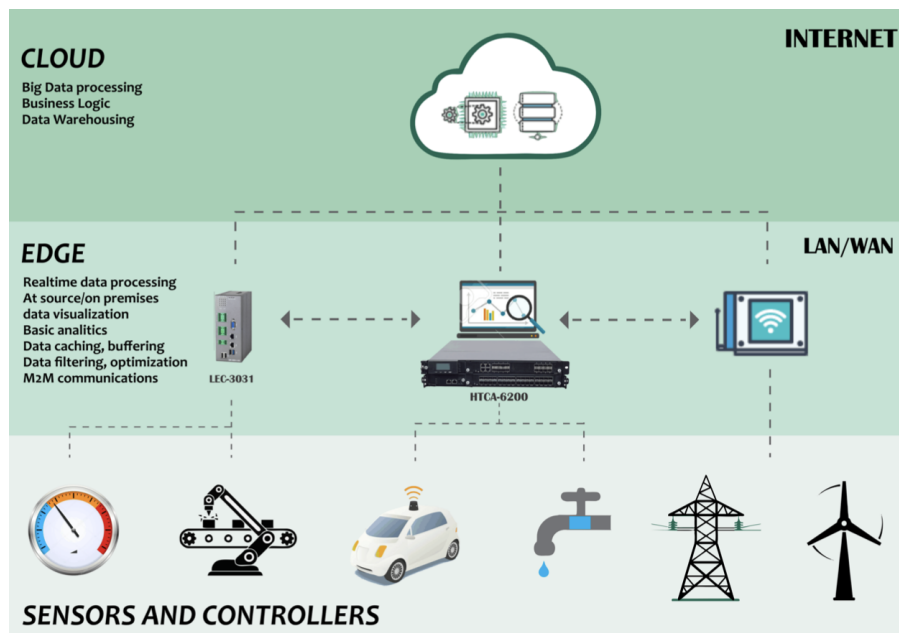 CLOUD
Big Data processing
Business Logic
Data Warehousing
INTERNET
EDGE
Realtime data processing
At source/on premises
data visualization
Basic analitics
Data caching, buffering
Data filtering, optimization
M2M communications
LAN/WAN
LEC-3031
HTCA-6200
SENSORS AND CONTROLLERS